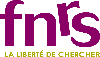 fnrs
LA LIBERTÉ DE CHERCHER